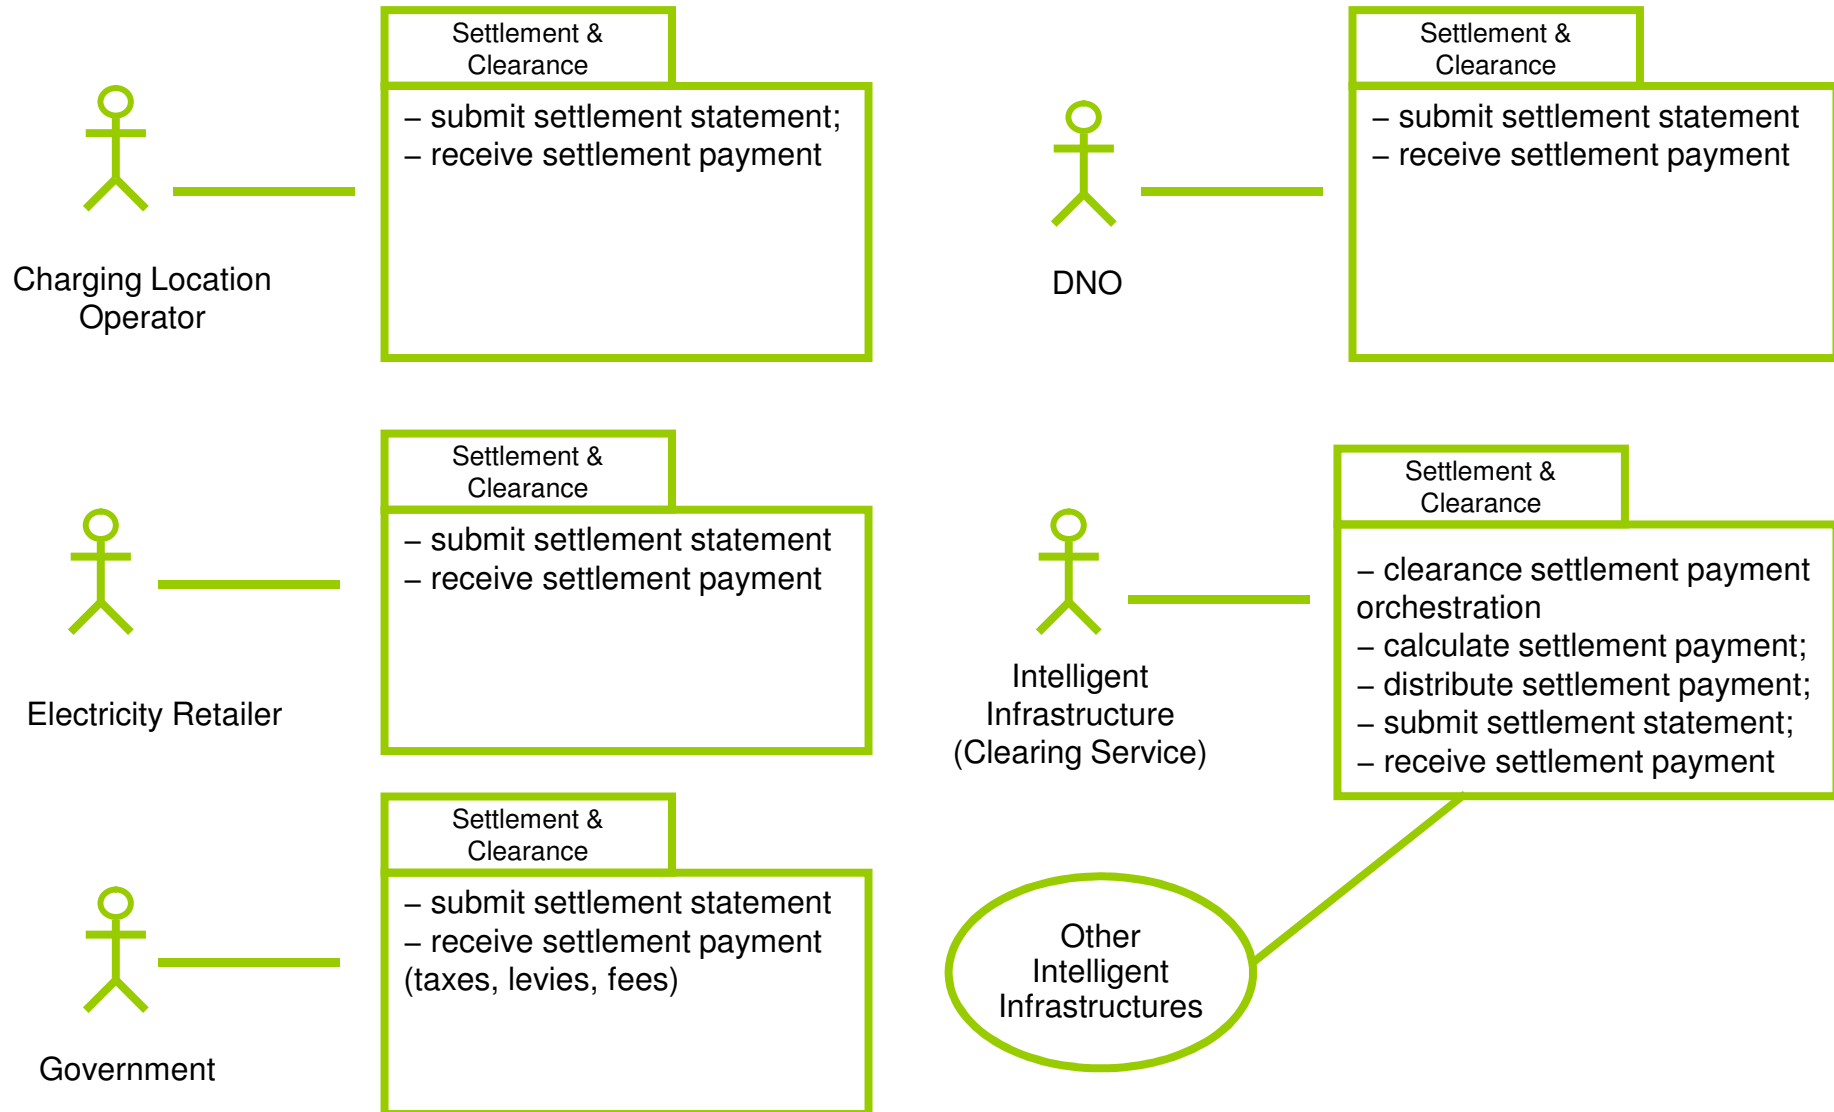 Settlement &
Clearance
– submit settlement statement;
– receive settlement payment
Charging Location
Operator
Settlement &
Clearance
– submit settlement statement
– receive settlement payment
DNO
Settlement &
Clearance
– submit settlement statement
– receive settlement payment
Electricity Retailer
Settlement &
Clearance
– clearance settlement payment
orchestration
– calculate settlement payment;
– distribute settlement payment;
– submit settlement statement;
– receive settlement payment
Intelligent
Infrastructure
(Clearing Service)
Settlement &
Clearance
– submit settlement statement
– receive settlement payment
(taxes, levies, fees)
Government
Other
Intelligent
Infrastructures